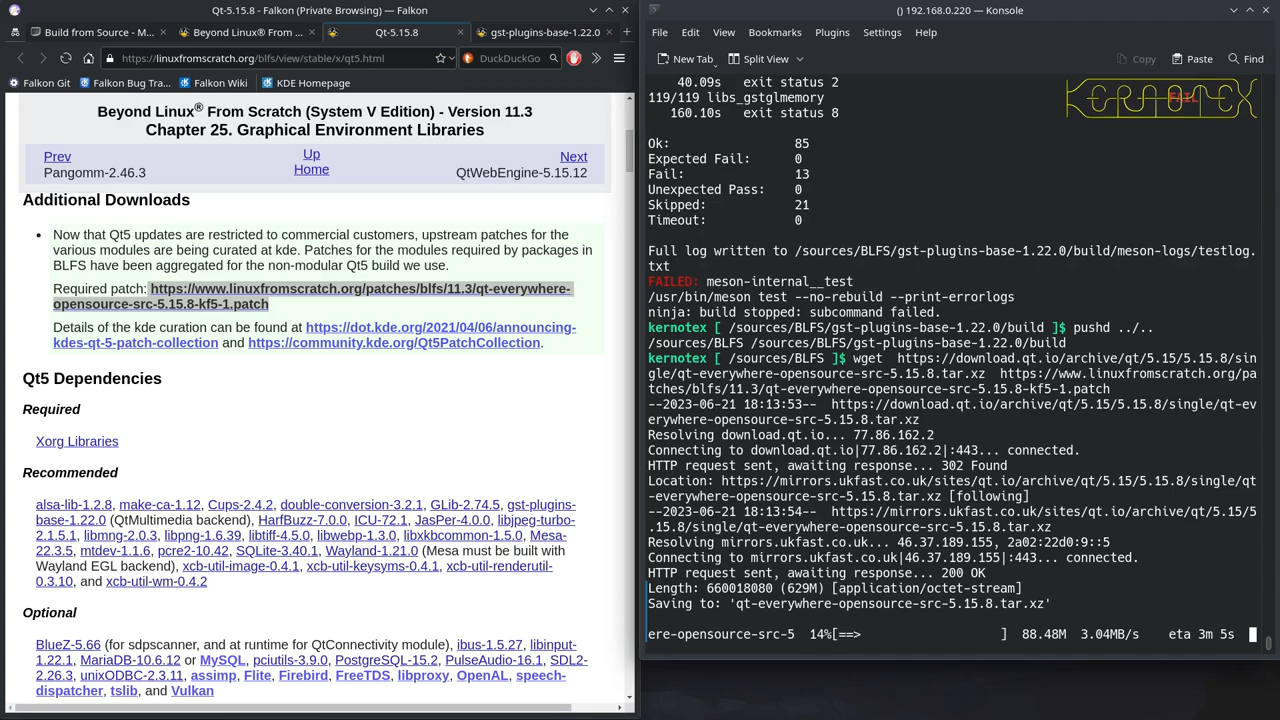 Qt-5.15.8 - Falkon (Private Browsing) — Falkon
Build from Source - M...
Beyond Linux® From ...
Qt-5.15.8
gst-plugins-base-1.22.0
https://linuxfromscratch.org/blfs/view/stable/x/qt5.html
DuckDuckGo
Falkon Git
Falkon Bug Tra...
Falkon Wiki
KDE Homepage
Beyond Linux® From Scratch (System V Edition) - Version 11.3
Chapter 25. Graphical Environment Libraries
Prev
Up
Next
Pangomm-2.46.3
Home
QtWebEngine-5.15.12
Additional Downloads
• Now that Qt5 updates are restricted to commercial customers, upstream patches for the
various modules are being curated at kde. Patches for the modules required by packages in
BLFS have been aggregated for the non-modular Qt5 build we use.
Required patch: https://www.linuxfromscratch.org/patches/blfs/11.3/qt-everywhere-
opensource-src-5.15.8-kf5-1.patch
Details of the kde curation can be found at https://dot.kde.org/2021/04/06/announcing-
kdes-qt-5-patch-collection and https://community.kde.org/Qt5PatchCollection.
Qt5 Dependencies
Required
Xorg Libraries
Recommended
alsa-lib-1.2.8, make-ca-1.12, Cups-2.4.2, double-conversion-3.2.1, GLib-2.74.5, gst-plugins-
base-1.22.0 (QtMultimedia backend), HarfBuzz-7.0.0, ICU-72.1, JasPer-4.0.0, libjpeg-turbo-
2.1.5.1, libmng-2.0.3, libpng-1.6.39, libtiff-4.5.0, libwebp-1.3.0, libxkbcommon-1.5.0, Mesa-
22.3.5, mtdev-1.1.6, pcre2-10.42, SQLite-3.40.1, Wayland-1.21.0 (Mesa must be built with
Wayland EGL backend), xcb-util-image-0.4.1, xcb-util-keysyms-0.4.1, xcb-util-renderutil-
0.3.10, and xcb-util-wm-0.4.2
Optional
BlueZ-5.66 (for sdpscanner, and at runtime for QtConnectivity module), ibus-1.5.27, libinput-
1.22.1, MariaDB-10.6.12 or MySQL, pciutils-3.9.0, PostgreSQL-15.2, PulseAudio-16.1, SDL2-
2.26.3, unixODBC-2.3.11, assimp, Flite, Firebird, FreeTDS, libproxy, OpenAL, speech-
dispatcher, tslib, and Vulkan
() 192.168.0.220 — Konsole
File Edit View Bookmarks Plugins Settings Help
New Tab
Split View
Copy
Paste
Find
40.09s exit status 2
119/119 libs_gstglmemory FAIL
160.10s exit status 8
KERNOTEX
Ok: 85
Expected Fail: 0
Fail: 13
Unexpected Pass: 0
Skipped: 21
Timeout: 0
Full log written to /sources/BLFS/gst-plugins-base-1.22.0/build/meson-logs/testlog.
txt
FAILED: meson-internal__test
/usr/bin/meson test --no-rebuild --print-errorlogs
ninja: build stopped: subcommand failed.
kernotex [ /sources/BLFS/gst-plugins-base-1.22.0/build ]$ pushd ../..
/sources/BLFS /sources/BLFS/gst-plugins-base-1.22.0/build
kernotex [ /sources/BLFS ]$ wget https://download.qt.io/archive/qt/5.15/5.15.8/sin
gle/qt-everywhere-opensource-src-5.15.8.tar.xz https://www.linuxfromscratch.org/pa
tches/blfs/11.3/qt-everywhere-opensource-src-5.15.8-kf5-1.patch
--2023-06-21 18:13:53-- https://download.qt.io/archive/qt/5.15/5.15.8/single/qt-ev
erywhere-opensource-src-5.15.8.tar.xz
Resolving download.qt.io... 77.86.162.2
Connecting to download.qt.io|77.86.162.2|:443... connected.
HTTP request sent, awaiting response... 302 Found
Location: https://mirrors.ukfast.co.uk/sites/qt.io/archive/qt/5.15/5.15.8/single/qt
-everywhere-opensource-src-5.15.8.tar.xz [following]
--2023-06-21 18:13:54-- https://mirrors.ukfast.co.uk/sites/qt.io/archive/qt/5.15/5
.15.8/single/qt-everywhere-opensource-src-5.15.8.tar.xz
Resolving mirrors.ukfast.co.uk... 46.37.189.155, 2a02:22d0:9::5
Connecting to mirrors.ukfast.co.uk|46.37.189.155|:443... connected.
HTTP request sent, awaiting response... 200 OK
Length: 660018080 (629M) [application/octet-stream]
Saving to: 'qt-everywhere-opensource-src-5.15.8.tar.xz'
ere-opensource-src-5 14%[==> ] 88.48M 3.04MB/s eta 3m 5s